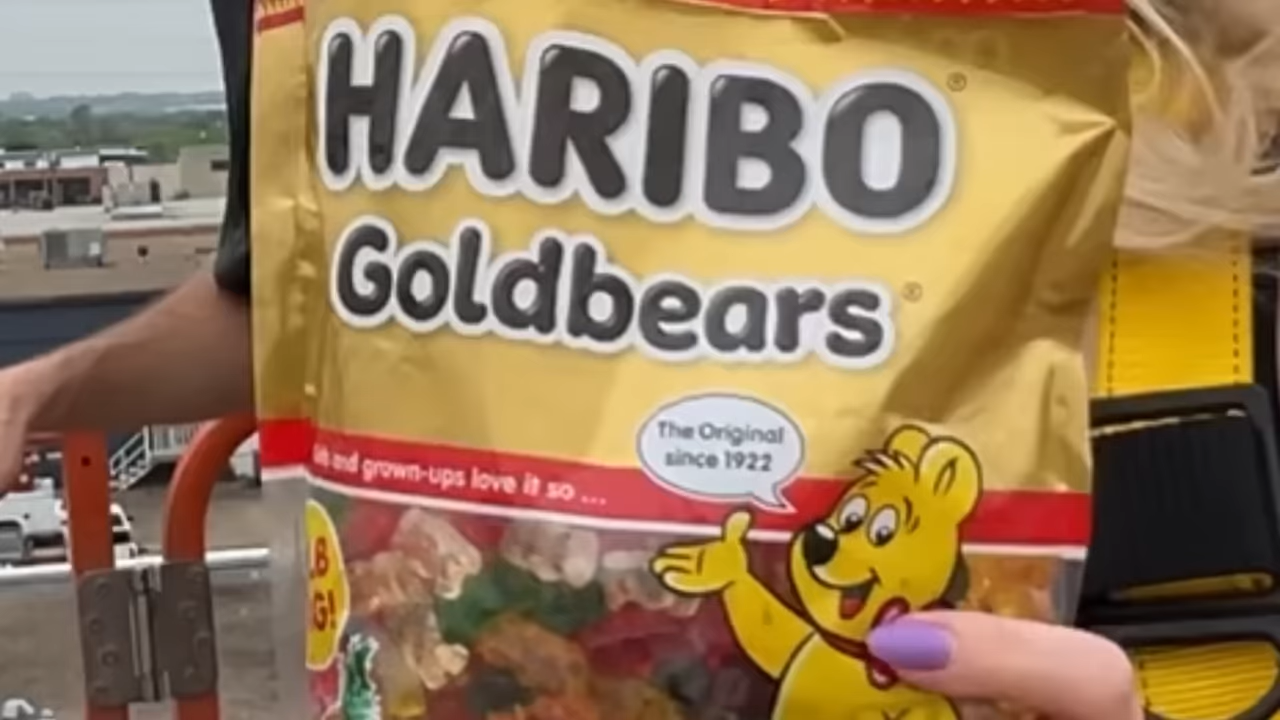 HARIBO®
Goldbears®
The Original
since 1922
and grown-ups love it so ...